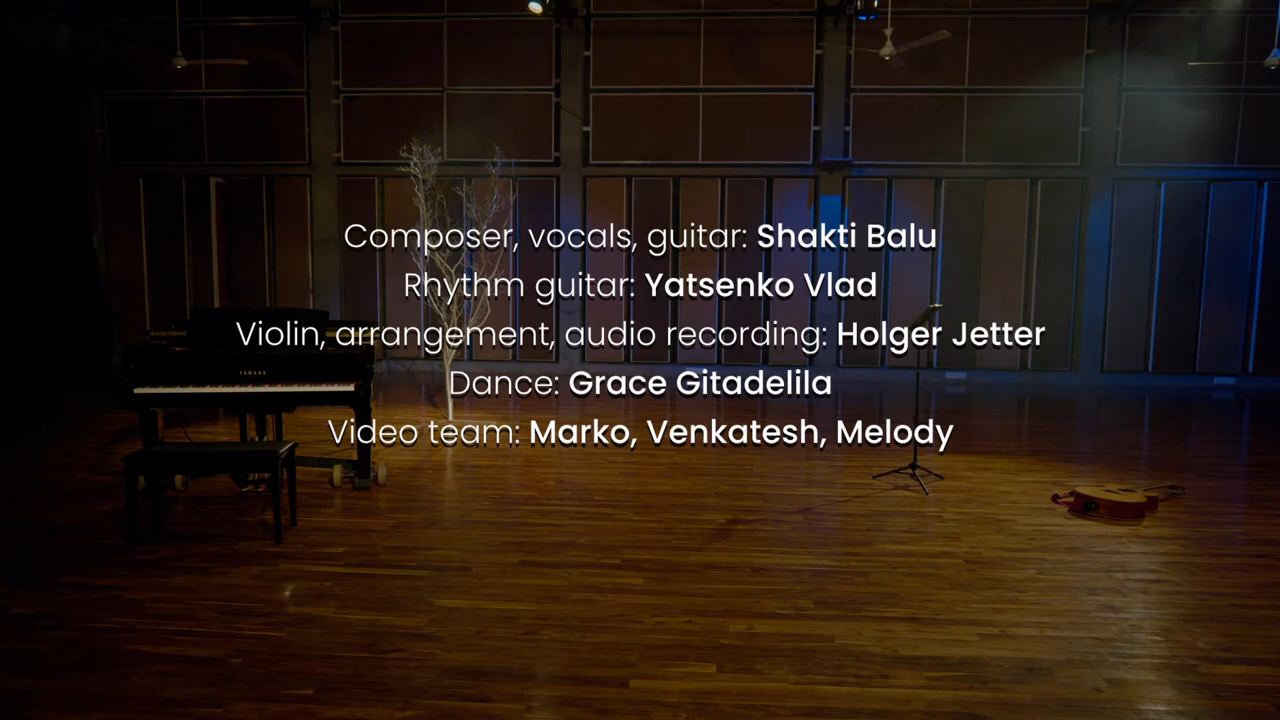 Composer, vocals, guitar: Shakti Balu
Rhythm guitar: Yatsenko Vlad
Violin, arrangement, audio recording: Holger Jetter
Dance: Grace Gitadelila
Video team: Marko, Venkatesh, Melody
YAMAHA